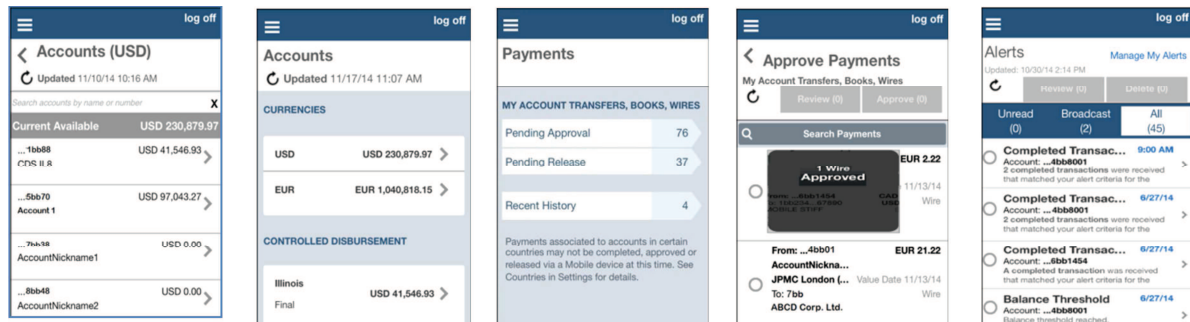 log off
Accounts (USD)
Updated 11/10/14 10:16 AM
Search accounts by name or number X
Current Available USD 230,879.97
...1bb88 USD 41,546.93
CDS II 8
...5bb70 USD 97,043.27
Account 1
...7bb38 USD 0.00
AccountNickname1
...8bb48 USD 0.00
AccountNickname2
log off
Accounts
Updated 11/17/14 11:07 AM
CURRENCIES
USD USD 230,879.97
EUR EUR 1,040,818.15
CONTROLLED DISBURSEMENT
Illinois
Final USD 41,546.93
log off
Payments
MY ACCOUNT TRANSFERS, BOOKS, WIRES
Pending Approval 76
Pending Release 37
Recent History 4
Payments associated to accounts in certain
countries may not be completed, approved or
released via a Mobile device at this time. See
Countries in Settings for details.
log off
Approve Payments
My Account Transfers, Books, Wires
Review (0) Approve (0)
Search Payments
EUR 2.22
1 Wire
Approved
11/13/14
From: ...6bb1454 CAD
USD
Wire
MOBILE STIFF
From: ...4bb01 EUR 21.22
AccountNickna...
JPMC London (... Value Date 11/13/14
To: 7bb Wire
ABCD Corp. Ltd.
log off
Alerts Manage My Alerts
Updated: 10/30/14 2:14 PM
Review (0) Delete (0)
Unread Broadcast All
(0) (2) (45)
Completed Transac... 9:00 AM
Account: ...4bb8001
2 completed transactions were received
that matched your alert criteria for the
Completed Transac... 6/27/14
Account: ...4bb8001
2 completed transactions were received
that matched your alert criteria for the
Completed Transac... 6/27/14
Account: ...6bb1454
A completed transaction was received
that matched your alert criteria for the
Balance Threshold 6/27/14
Account: ...4bb8001
Balance threshold reached.